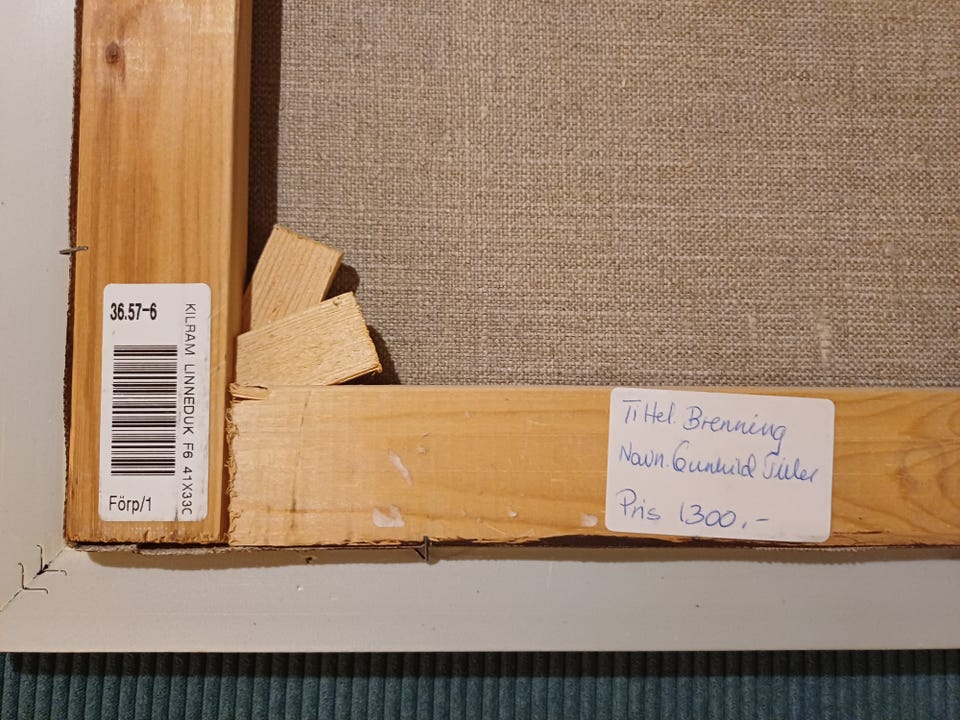 36.57-6
KILRAM LINNEDUK F6 41X33C
Förp/1
Tittel. Brenning
Navn. Gunhild
Pris 1300,-